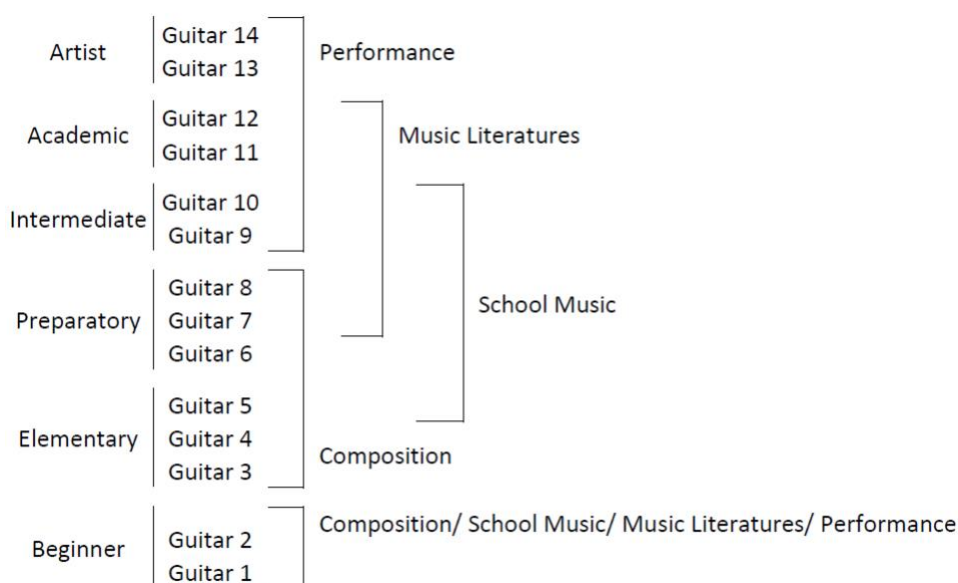 Artist
Guitar 14
Guitar 13
Performance
Academic
Guitar 12
Guitar 11
Music Literatures
Intermediate
Guitar 10
Guitar 9
Preparatory
Guitar 8
Guitar 7
Guitar 6
School Music
Elementary
Guitar 5
Guitar 4
Guitar 3
Composition
Beginner
Guitar 2
Guitar 1
Composition/ School Music/ Music Literatures/ Performance